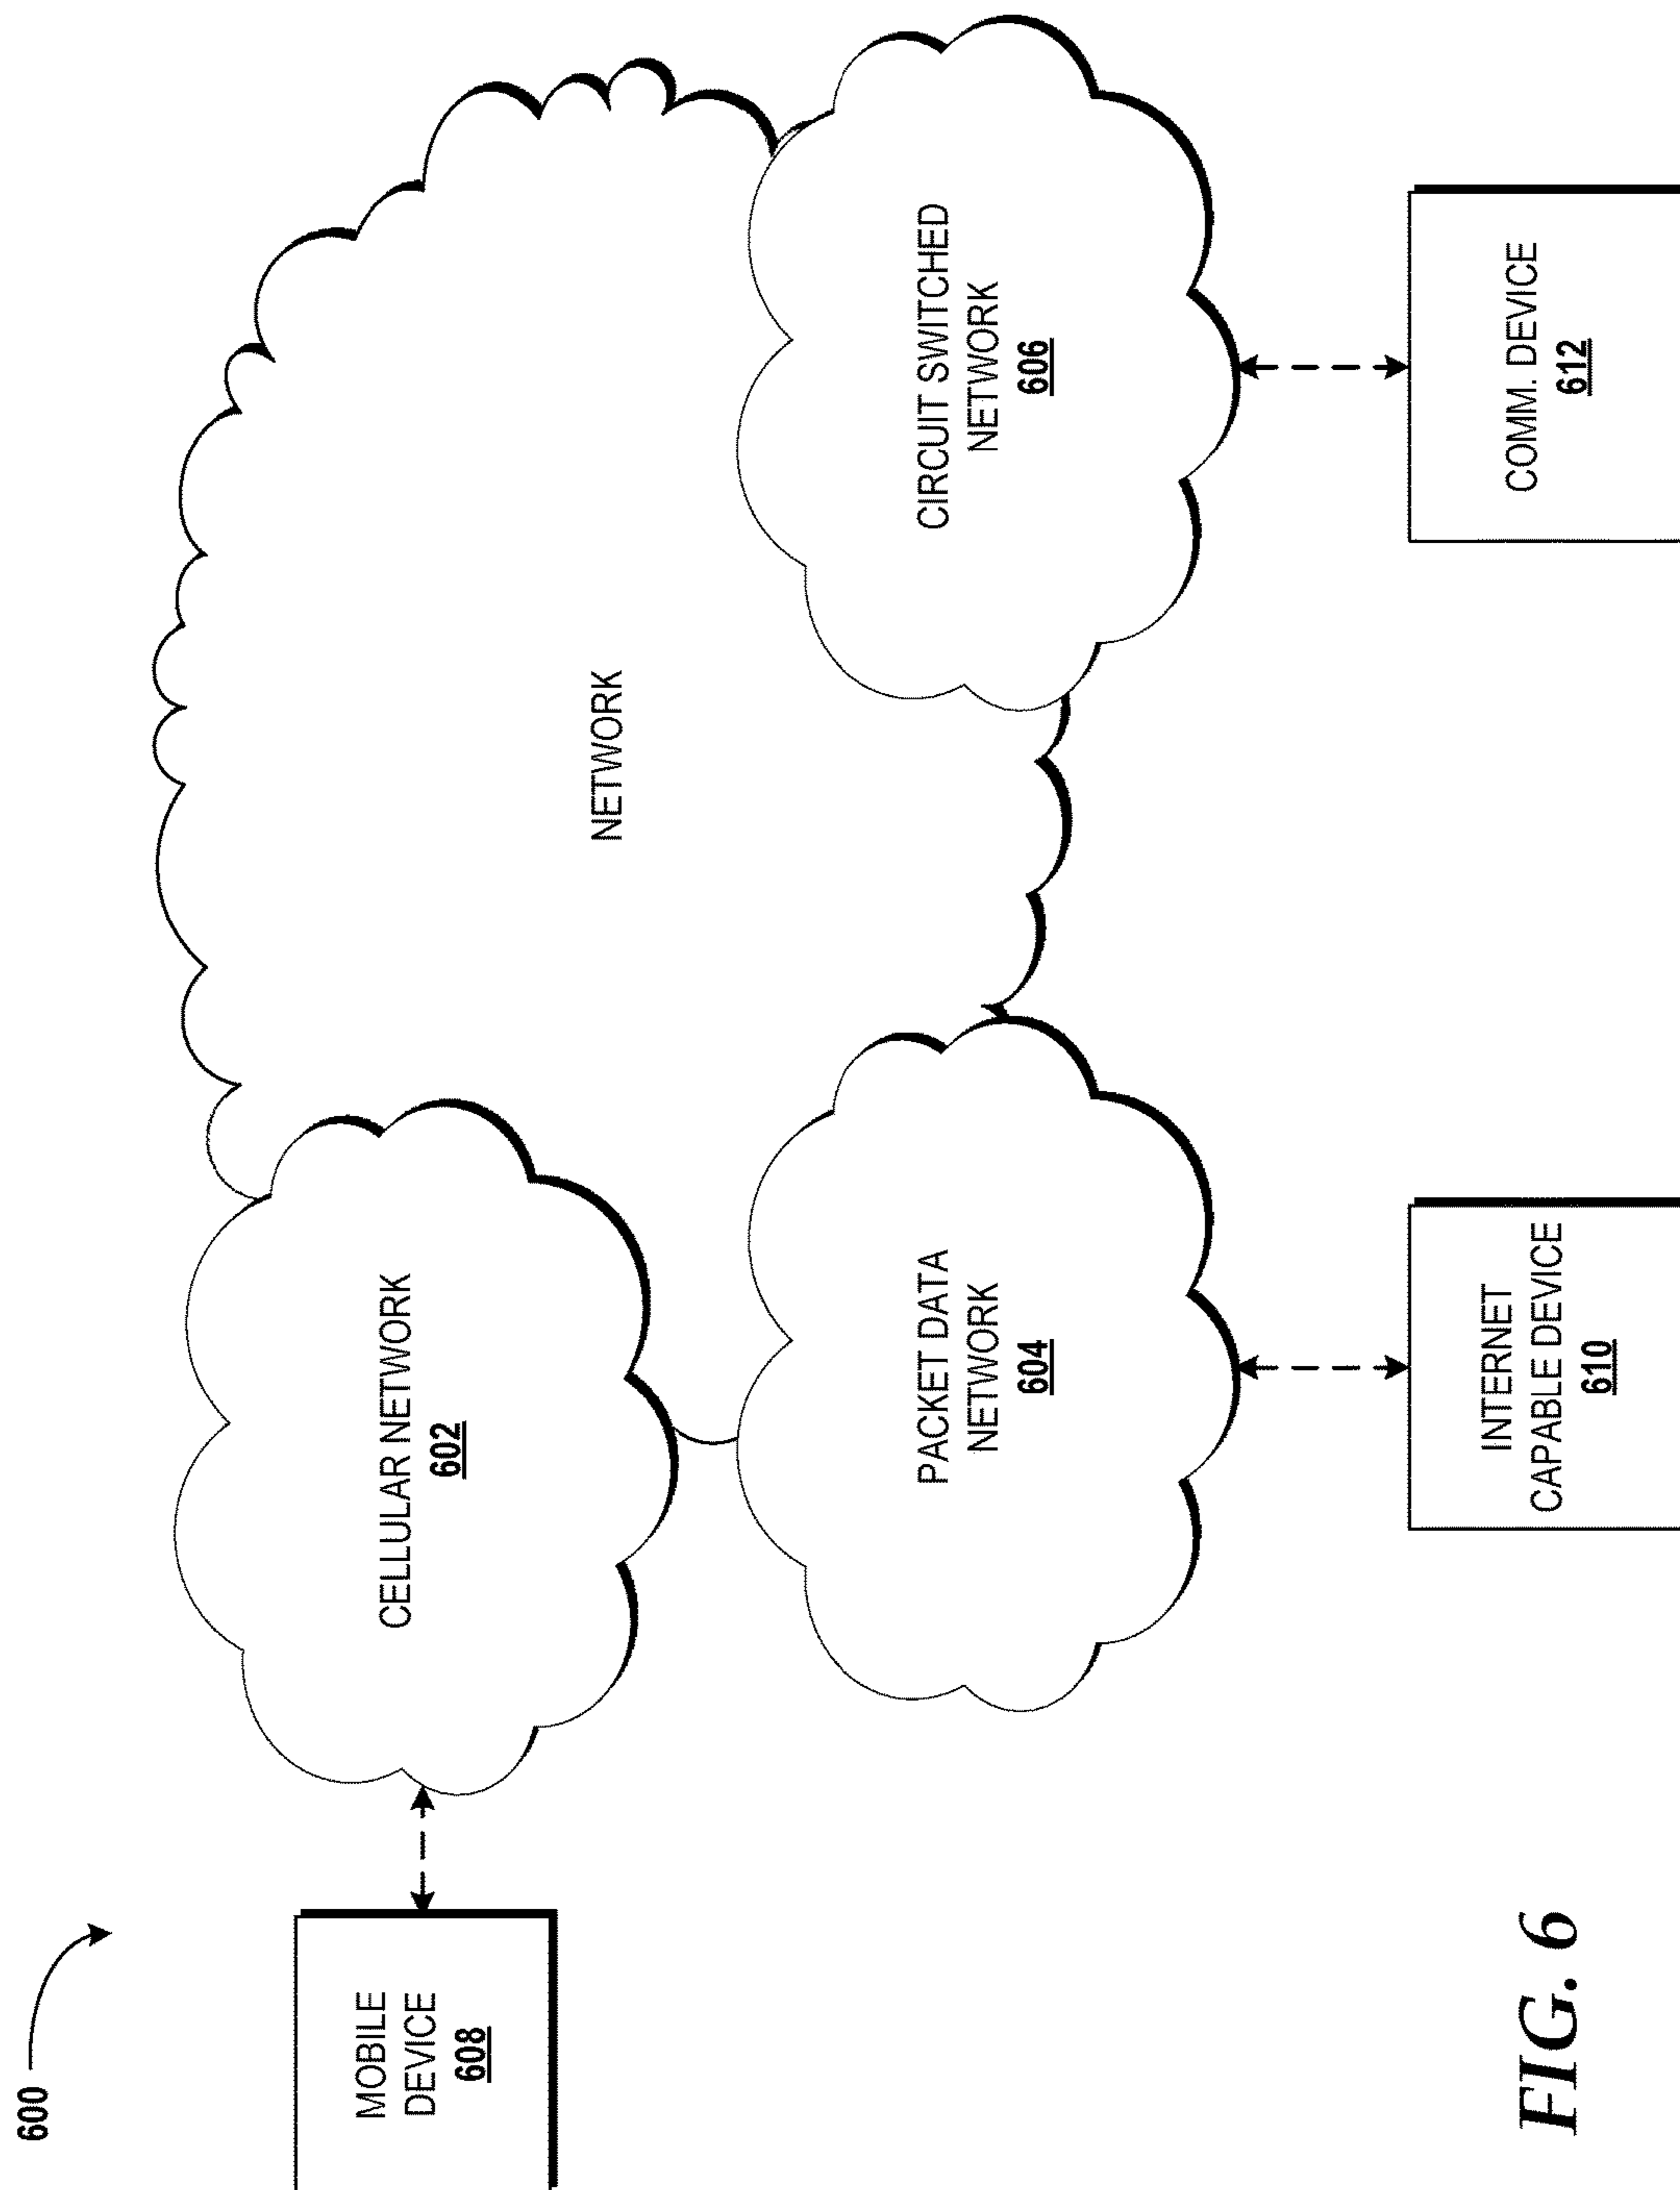 600
MOBILE
DEVICE
608
CELLULAR NETWORK
602
NETWORK
PACKET DATA
NETWORK
604
CIRCUIT SWITCHED
NETWORK
606
INTERNET
CAPABLE DEVICE
610
COMM. DEVICE
612
FIG. 6